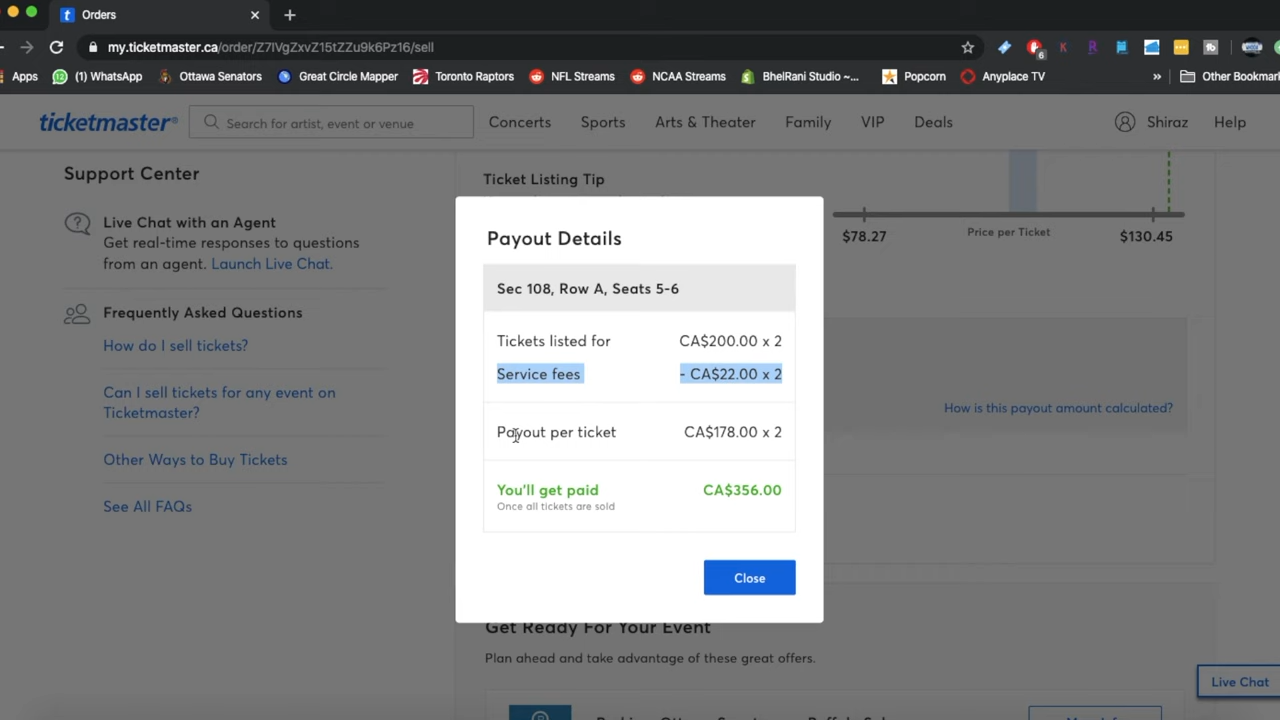 Orders
my.ticketmaster.ca/order/Z7IVgZxvZ15tZZu9k6Pz16/sell
6
Apps
(1) WhatsApp
Ottawa Senators
Great Circle Mapper
Toronto Raptors
NFL Streams
NCAA Streams
BhelRani Studio ~...
Popcorn
Anyplace TV
»
Other Bookmar
ticketmaster®
Search for artist, event or venue
Concerts
Sports
Arts & Theater
Family
VIP
Deals
Shiraz
Help
Support Center
Live Chat with an Agent
Get real-time responses to questions
from an agent. Launch Live Chat.
Frequently Asked Questions
How do I sell tickets?
Can I sell tickets for any event on
Ticketmaster?
Other Ways to Buy Tickets
See All FAQs
Ticket Listing Tip
$78.27
Price per Ticket
$130.45
Payout Details
Sec 108, Row A, Seats 5-6
Tickets listed for CA$200.00 x 2
Service fees - CA$22.00 x 2
Payout per ticket CA$178.00 x 2
You'll get paid CA$356.00
Once all tickets are sold
Close
How is this payout amount calculated?
Get Ready For Your Event
Plan ahead and take advantage of these great offers.
Live Chat